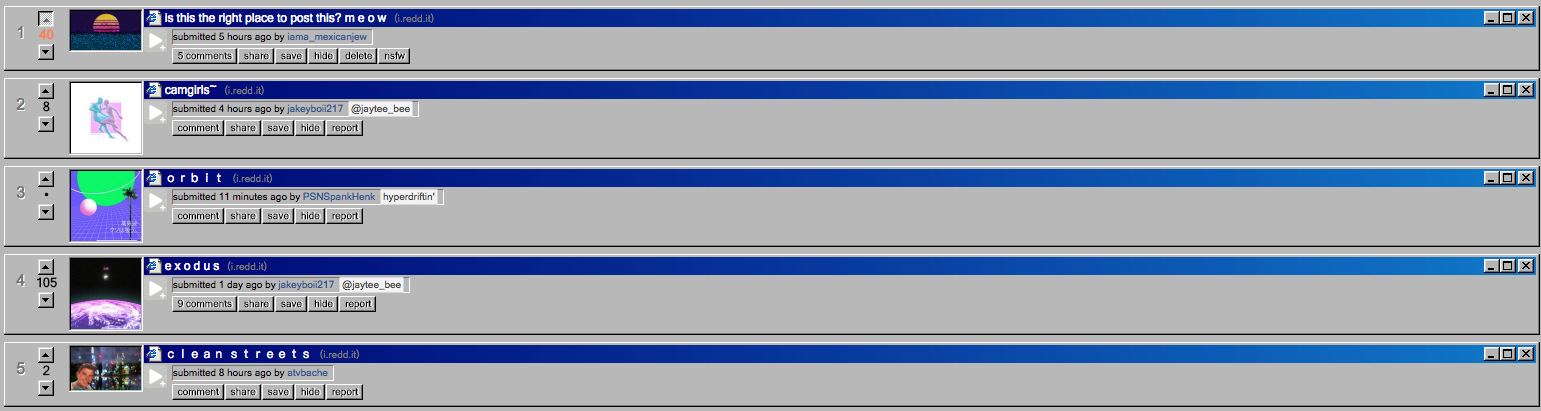 1
40
is this the right place to post this? m e o w (i.redd.it)
submitted 5 hours ago by iama_mexicanjew
5 comments share save hide delete nsfw
2
8
camgirls~ (i.redd.it)
submitted 4 hours ago by jakeyboii217 @jaytee_bee
comment share save hide report
3
•
ｏｒｂｉｔ (i.redd.it)
submitted 11 minutes ago by PSNSpankHenk hyperdriftin'
comment share save hide report
4
105
e x o d u s (i.redd.it)
submitted 1 day ago by jakeyboii217 @jaytee_bee
9 comments share save hide report
5
2
ｃｌｅａｎｓｔｒｅｅｔｓ (i.redd.it)
submitted 8 hours ago by atvbache
comment share save hide report